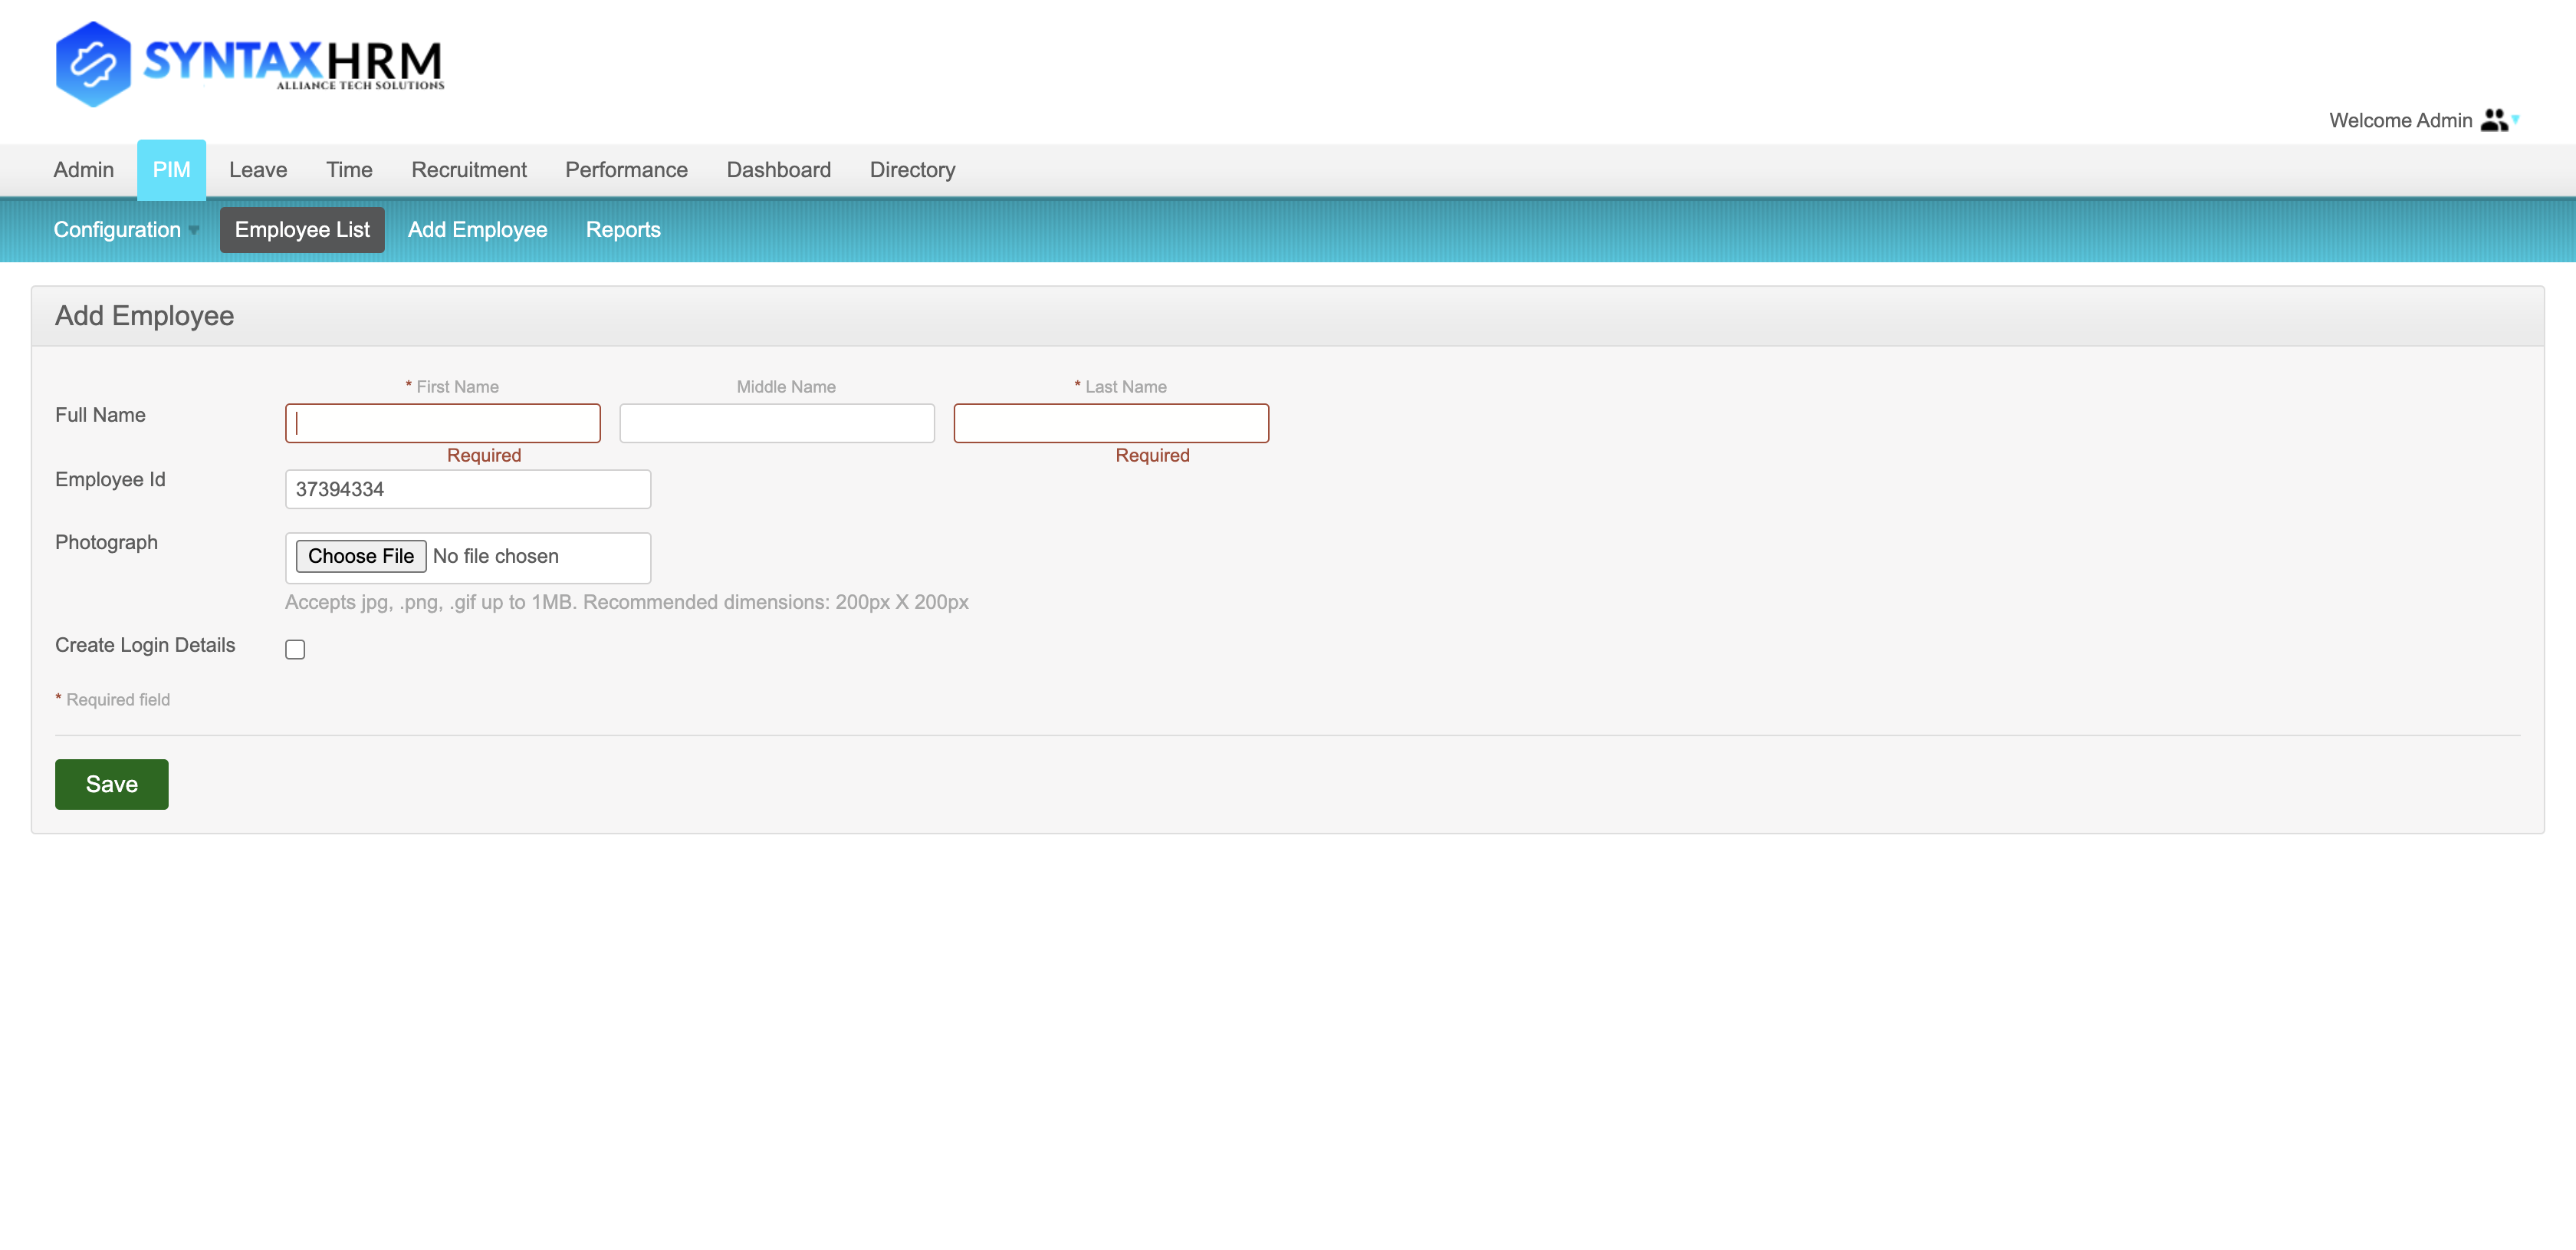 SYNTAXHRM
ALLIANCE TECH SOLUTIONS
Welcome Admin
Admin PIM Leave Time Recruitment Performance Dashboard Directory
Configuration Employee List Add Employee Reports
Add Employee
* First Name Middle Name * Last Name
Full Name
Required Required
Employee Id 37394334
Photograph Choose File No file chosen
Accepts jpg, .png, .gif up to 1MB. Recommended dimensions: 200px X 200px
Create Login Details
* Required field
Save